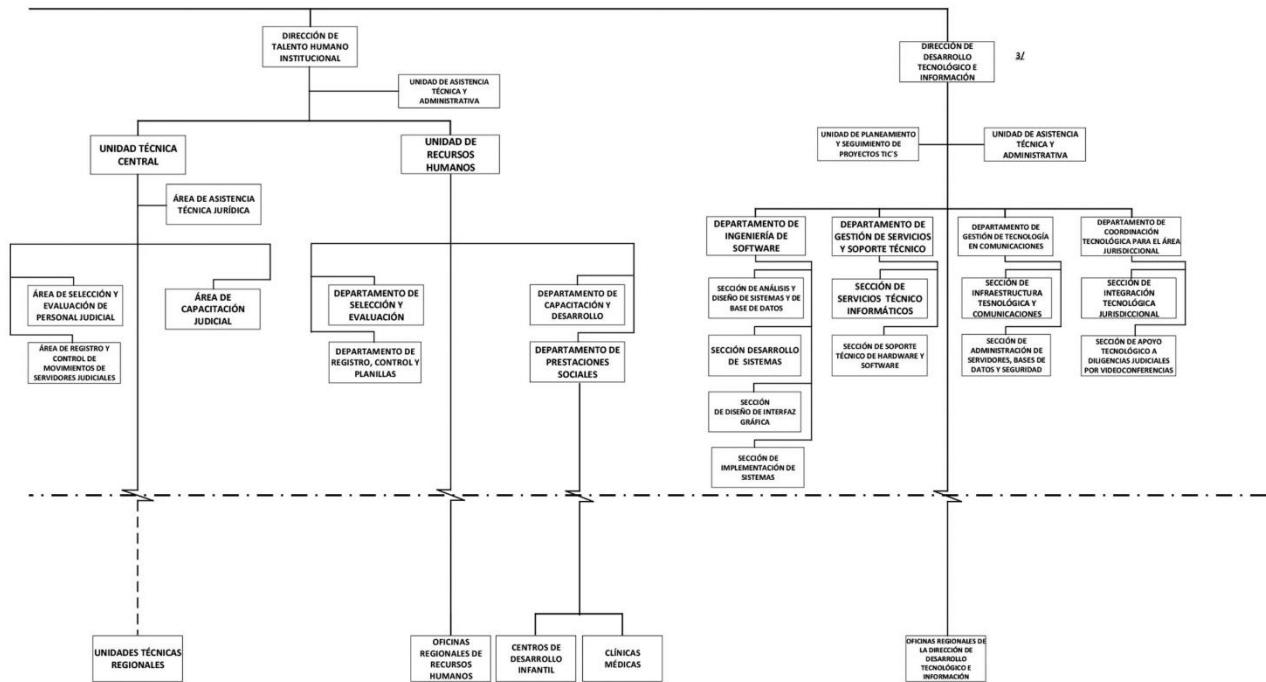 DIRECCIÓN DE
TALENTO HUMANO
INSTITUCIONAL
DIRECCIÓN DE
DESARROLLO
TECNOLÓGICO E
INFORMACIÓN
3/
UNIDAD DE ASISTENCIA
TÉCNICA Y
ADMINISTRATIVA
UNIDAD TÉCNICA
CENTRAL
UNIDAD DE
RECURSOS
HUMANOS
UNIDAD DE PLANEAMIENTO
Y SEGUIMIENTO DE
PROYECTOS TIC´S
UNIDAD DE ASISTENCIA
TÉCNICA Y
ADMINISTRATIVA
ÁREA DE ASISTENCIA
TÉCNICA JURÍDICA
ÁREA DE SELECCIÓN Y
EVALUACIÓN DE
PERSONAL JUDICIAL
ÁREA DE
CAPACITACIÓN
JUDICIAL
ÁREA DE REGISTRO Y
CONTROL DE
MOVIMIENTOS DE
SERVIDORES JUDICIALES
DEPARTAMENTO DE
SELECCIÓN Y
EVALUACIÓN
DEPARTAMENTO DE
CAPACITACIÓN Y
DESARROLLO
DEPARTAMENTO DE
REGISTRO, CONTROL Y
PLANILLAS
DEPARTAMENTO DE
PRESTACIONES
SOCIALES
DEPARTAMENTO DE
INGENIERÍA DE
SOFTWARE
DEPARTAMENTO DE
GESTIÓN DE SERVICIOS
Y SOPORTE TÉCNICO
DEPARTAMENTO DE
GESTIÓN DE TECNOLOGÍA
EN COMUNICACIONES
DEPARTAMENTO DE
COORDINACIÓN
TECNOLÓGICA PARA EL ÁREA
JURISDICCIONAL
SECCIÓN DE ANÁLISIS Y
DISEÑO DE SISTEMAS Y DE
BASE DE DATOS
SECCIÓN DE
SERVICIOS TÉCNICO
INFORMÁTICOS
SECCIÓN DE
INFRAESTRUCTURA
TESNOLÓGICA Y
COMUNICACIONES
SECCIÓN DE
INTEGRACIÓN
TECNOLÓGICA
JURISDICCIONAL
SECCIÓN DESARROLLO
DE SISTEMAS
SECCIÓN DE SOPORTE
TÉCNICO DE HARDWARE Y
SOFTWARE
SECCIÓN DE
ADMINISTRACIÓN DE
SERVIDORES, BASES DE
DATOS Y SEGURIDAD
SECCIÓN DE APOYO
TECNOLÓGICO A
DILIGENCIAS JUDICIALES
POR VIDEOCONFERENCIAS
SECCIÓN
DE DISEÑO DE INTERFAZ
GRÁFICA
SECCIÓN DE
IMPLEMENTACIÓN DE
SISTEMAS
UNIDADES TÉCNICAS
REGIONALES
OFICINAS
REGIONALES DE
RECURSOS
HUMANOS
CENTROS DE
DESARROLLO
INFANTIL
CLÍNICAS
MÉDICAS
OFICINAS REGIONALES DE
LA DIRECCIÓN DE
DESARROLLO
TECNOLÓGICO E
INFORMACIÓN